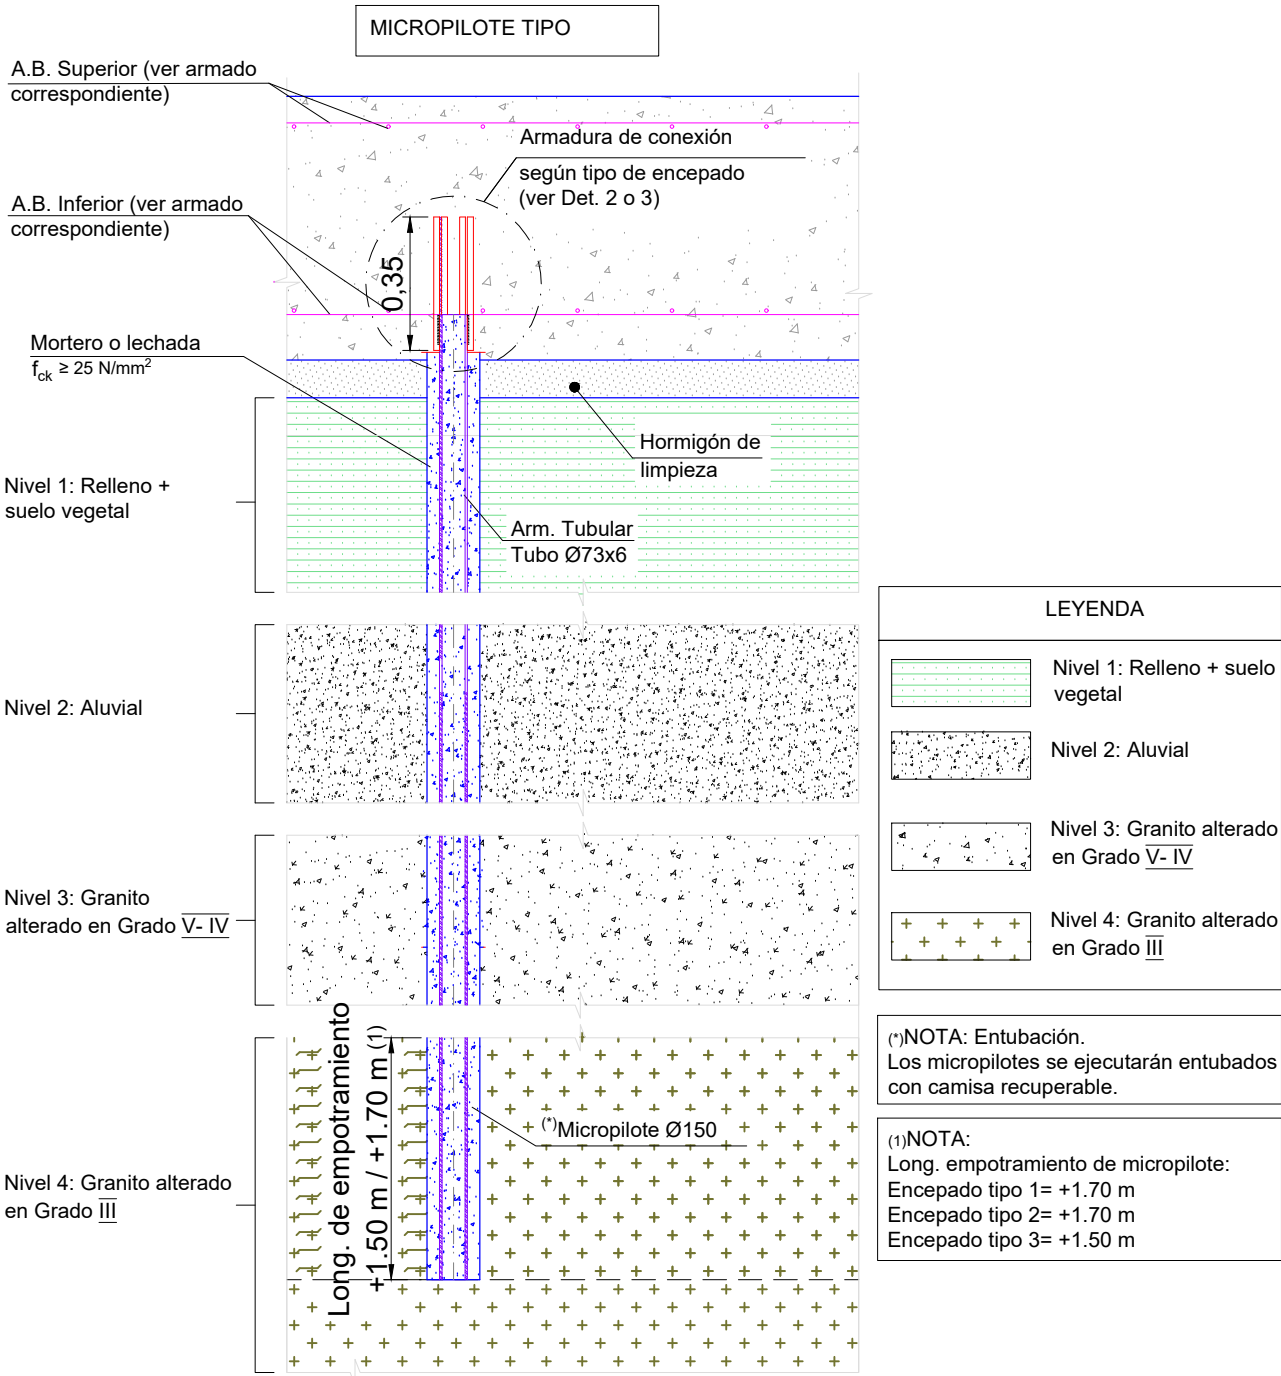 MICROPILOTE TIPO
A.B. Superior (ver armado
correspondiente)
Armadura de conexión
según tipo de encepado
(ver Det. 2 o 3)
A.B. Inferior (ver armado
correspondiente)
0,35
Mortero o lechada
fck ≥ 25 N/mm²
Hormigón de
limpieza
Nivel 1: Relleno +
suelo vegetal
Arm. Tubular
Tubo Ø73x6
Nivel 2: Aluvial
Nivel 3: Granito
alterado en Grado V- IV
Long. de empotramiento
+1.50 m / +1.70 m (1)
(*)Micropilote Ø150
Nivel 4: Granito alterado
en Grado III
LEYENDA
Nivel 1: Relleno + suelo
vegetal
Nivel 2: Aluvial
Nivel 3: Granito alterado
en Grado V- IV
Nivel 4: Granito alterado
en Grado III
(*)NOTA: Entubación.
Los micropilotes se ejecutarán entubados
con camisa recuperable.
(1)NOTA:
Long. empotramiento de micropilote:
Encepado tipo 1= +1.70 m
Encepado tipo 2= +1.70 m
Encepado tipo 3= +1.50 m